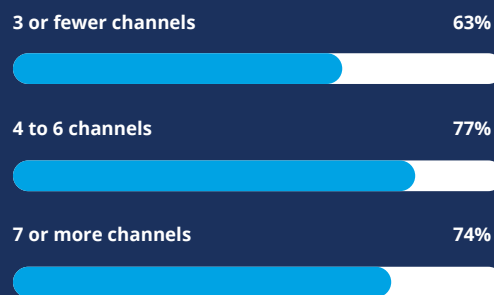 3 or fewer channels 63%
4 to 6 channels 77%
7 or more channels 74%